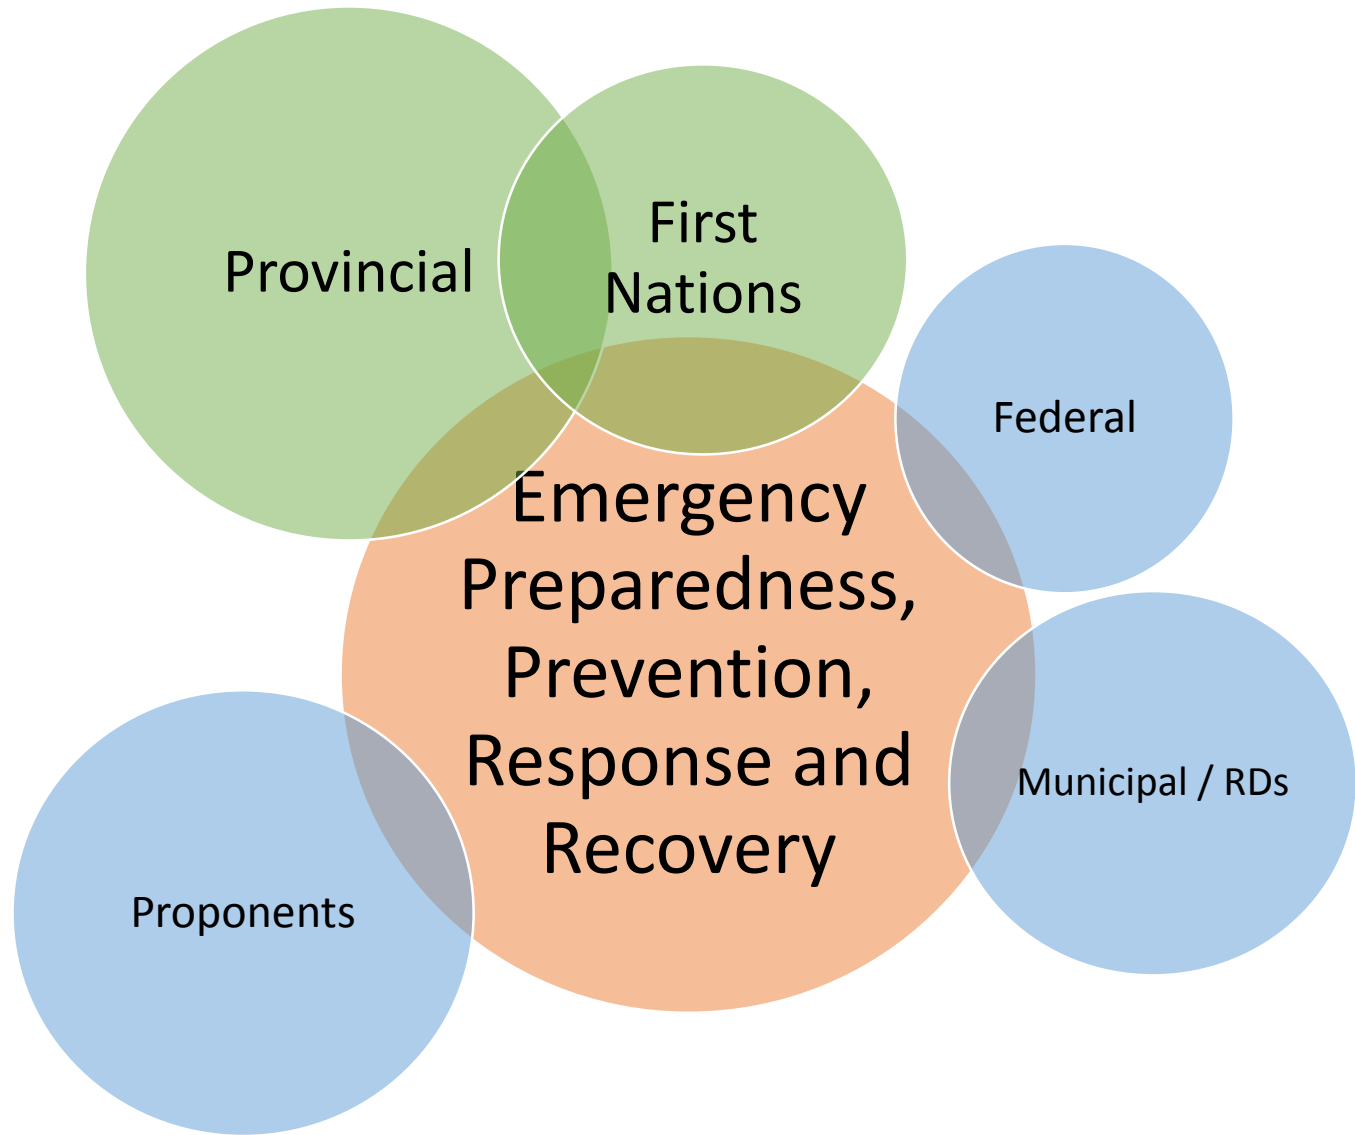 Provincial
First
Nations
Federal
Emergency
Preparedness,
Prevention,
Response and
Recovery
Municipal / RDs
Proponents